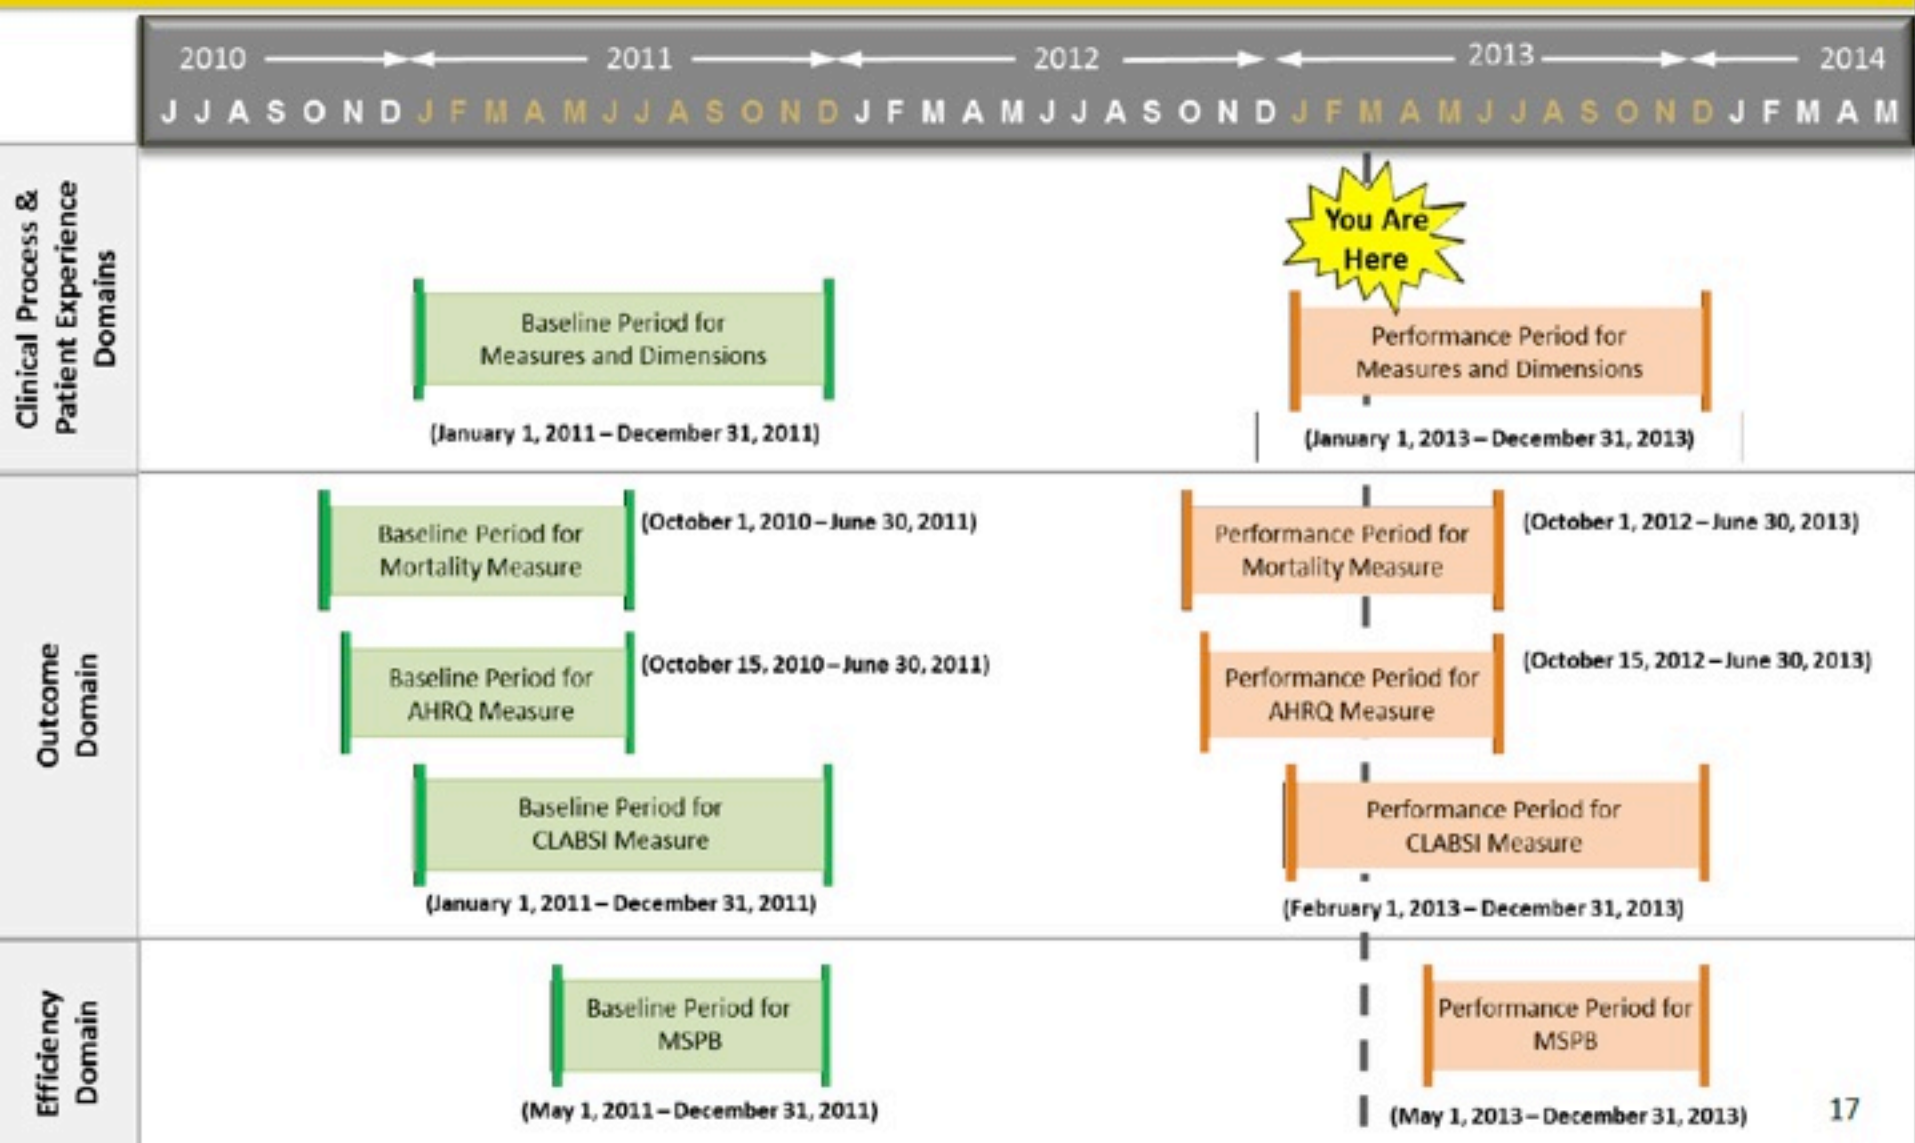 2010 2011 2012 2013 2014
J J A S O N D J F M A M J J A S O N D J F M A M J J A S O N D J F M A M J J A S O N D J F M A M
Clinical Process &
Patient Experience
Domains
You Are
Here
Baseline Period for
Measures and Dimensions
(January 1, 2011 – December 31, 2011)
Performance Period for
Measures and Dimensions
(January 1, 2013 – December 31, 2013)
Outcome
Domain
Baseline Period for
Mortality Measure
(October 1, 2010 – June 30, 2011)
Performance Period for
Mortality Measure
(October 1, 2012 – June 30, 2013)
Baseline Period for
AHRQ Measure
(October 15, 2010 – June 30, 2011)
Performance Period for
AHRQ Measure
(October 15, 2012 – June 30, 2013)
Baseline Period for
CLABSI Measure
(January 1, 2011 – December 31, 2011)
Performance Period for
CLABSI Measure
(February 1, 2013 – December 31, 2013)
Efficiency
Domain
Baseline Period for
MSPB
(May 1, 2011 – December 31, 2011)
Performance Period for
MSPB
(May 1, 2013 – December 31, 2013)
17